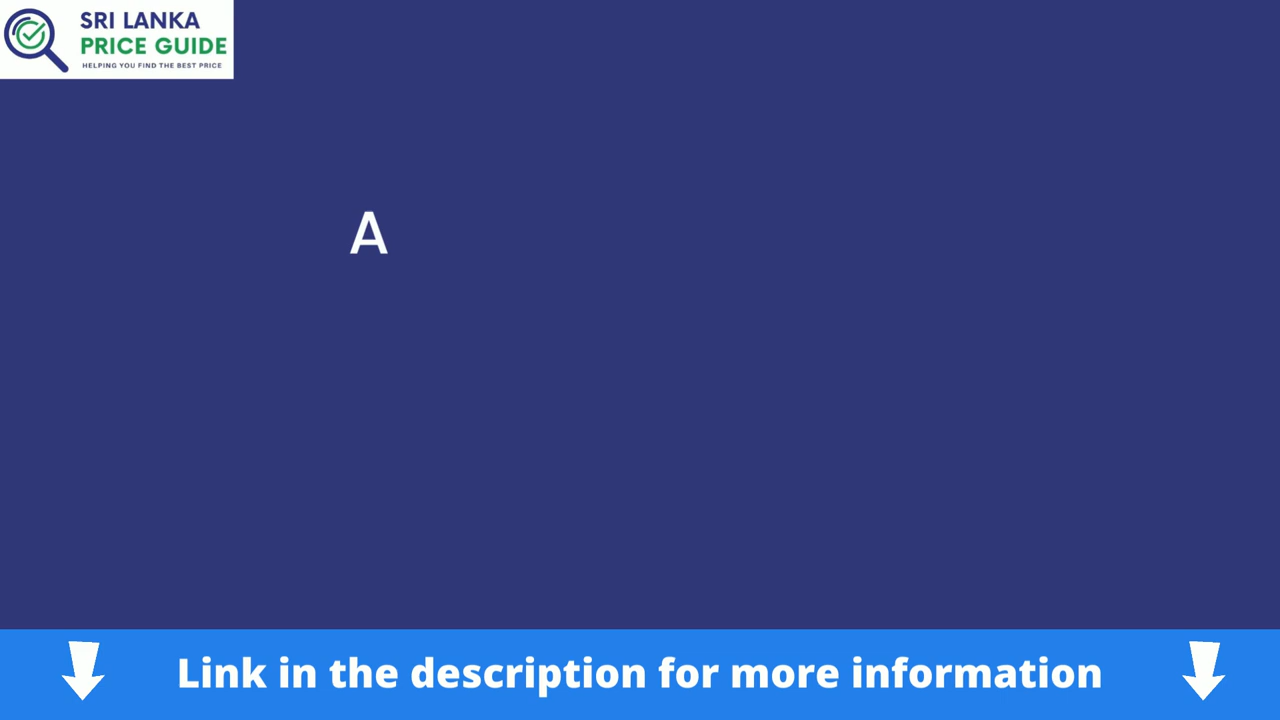 SRI LANKA
PRICE GUIDE
HELPING YOU FIND THE BEST PRICE
A
Link in the description for more information